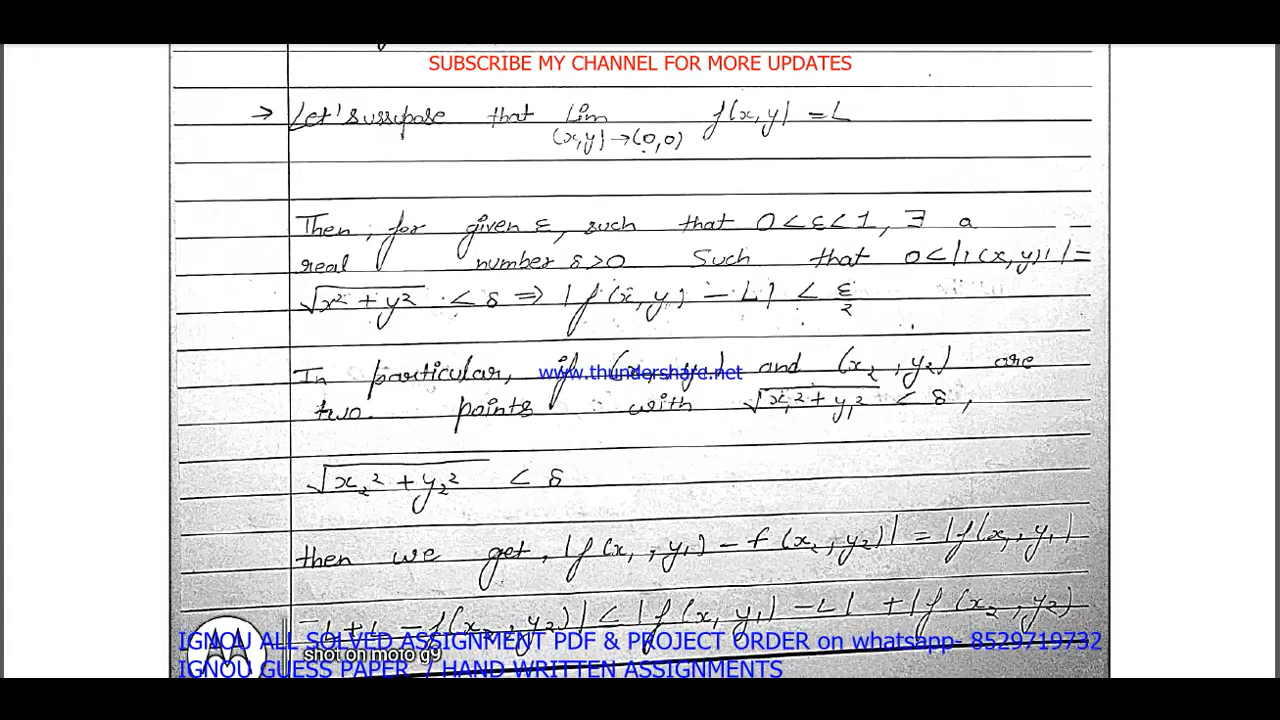 SUBSCRIBE MY CHANNEL FOR MORE UPDATES
→ Let's suppose that lim f(x,y) = L
(x,y)→(0,0)
Then, for given ε, such that 0<ε<1, ∃ a
real number δ>0 Such that 0<||(x,y)|| =
√x² + y² < δ ⇒ |f(x,y) - L| < ε/2
In particular, if (x₁, y₁) and (x₂, y₂) are
www.thundershare.net
two points with √x₁² + y₁² < δ,
√x₂² + y₂² < δ
then we get, |f(x₁, y₁) - f(x₂, y₂)| = |f(x₁, y₁)
-L+L - f(x₂, y₂)| < |f(x₁ y₁) - L| + |f(x₂, y₂)
IGNOU ALL SOLVED ASSIGNMENT PDF & PROJECT ORDER on whatsapp- 8529719732
shot on moto g9
IGNOU GUESS PAPER / HAND WRITTEN ASSIGNMENTS